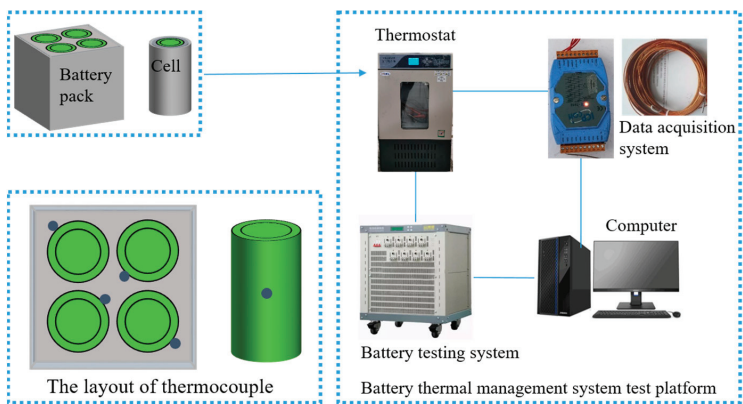 Battery
pack
Cell
The layout of thermocouple
Thermostat
Data acquisition
system
Computer
Battery testing system
Battery thermal management system test platform